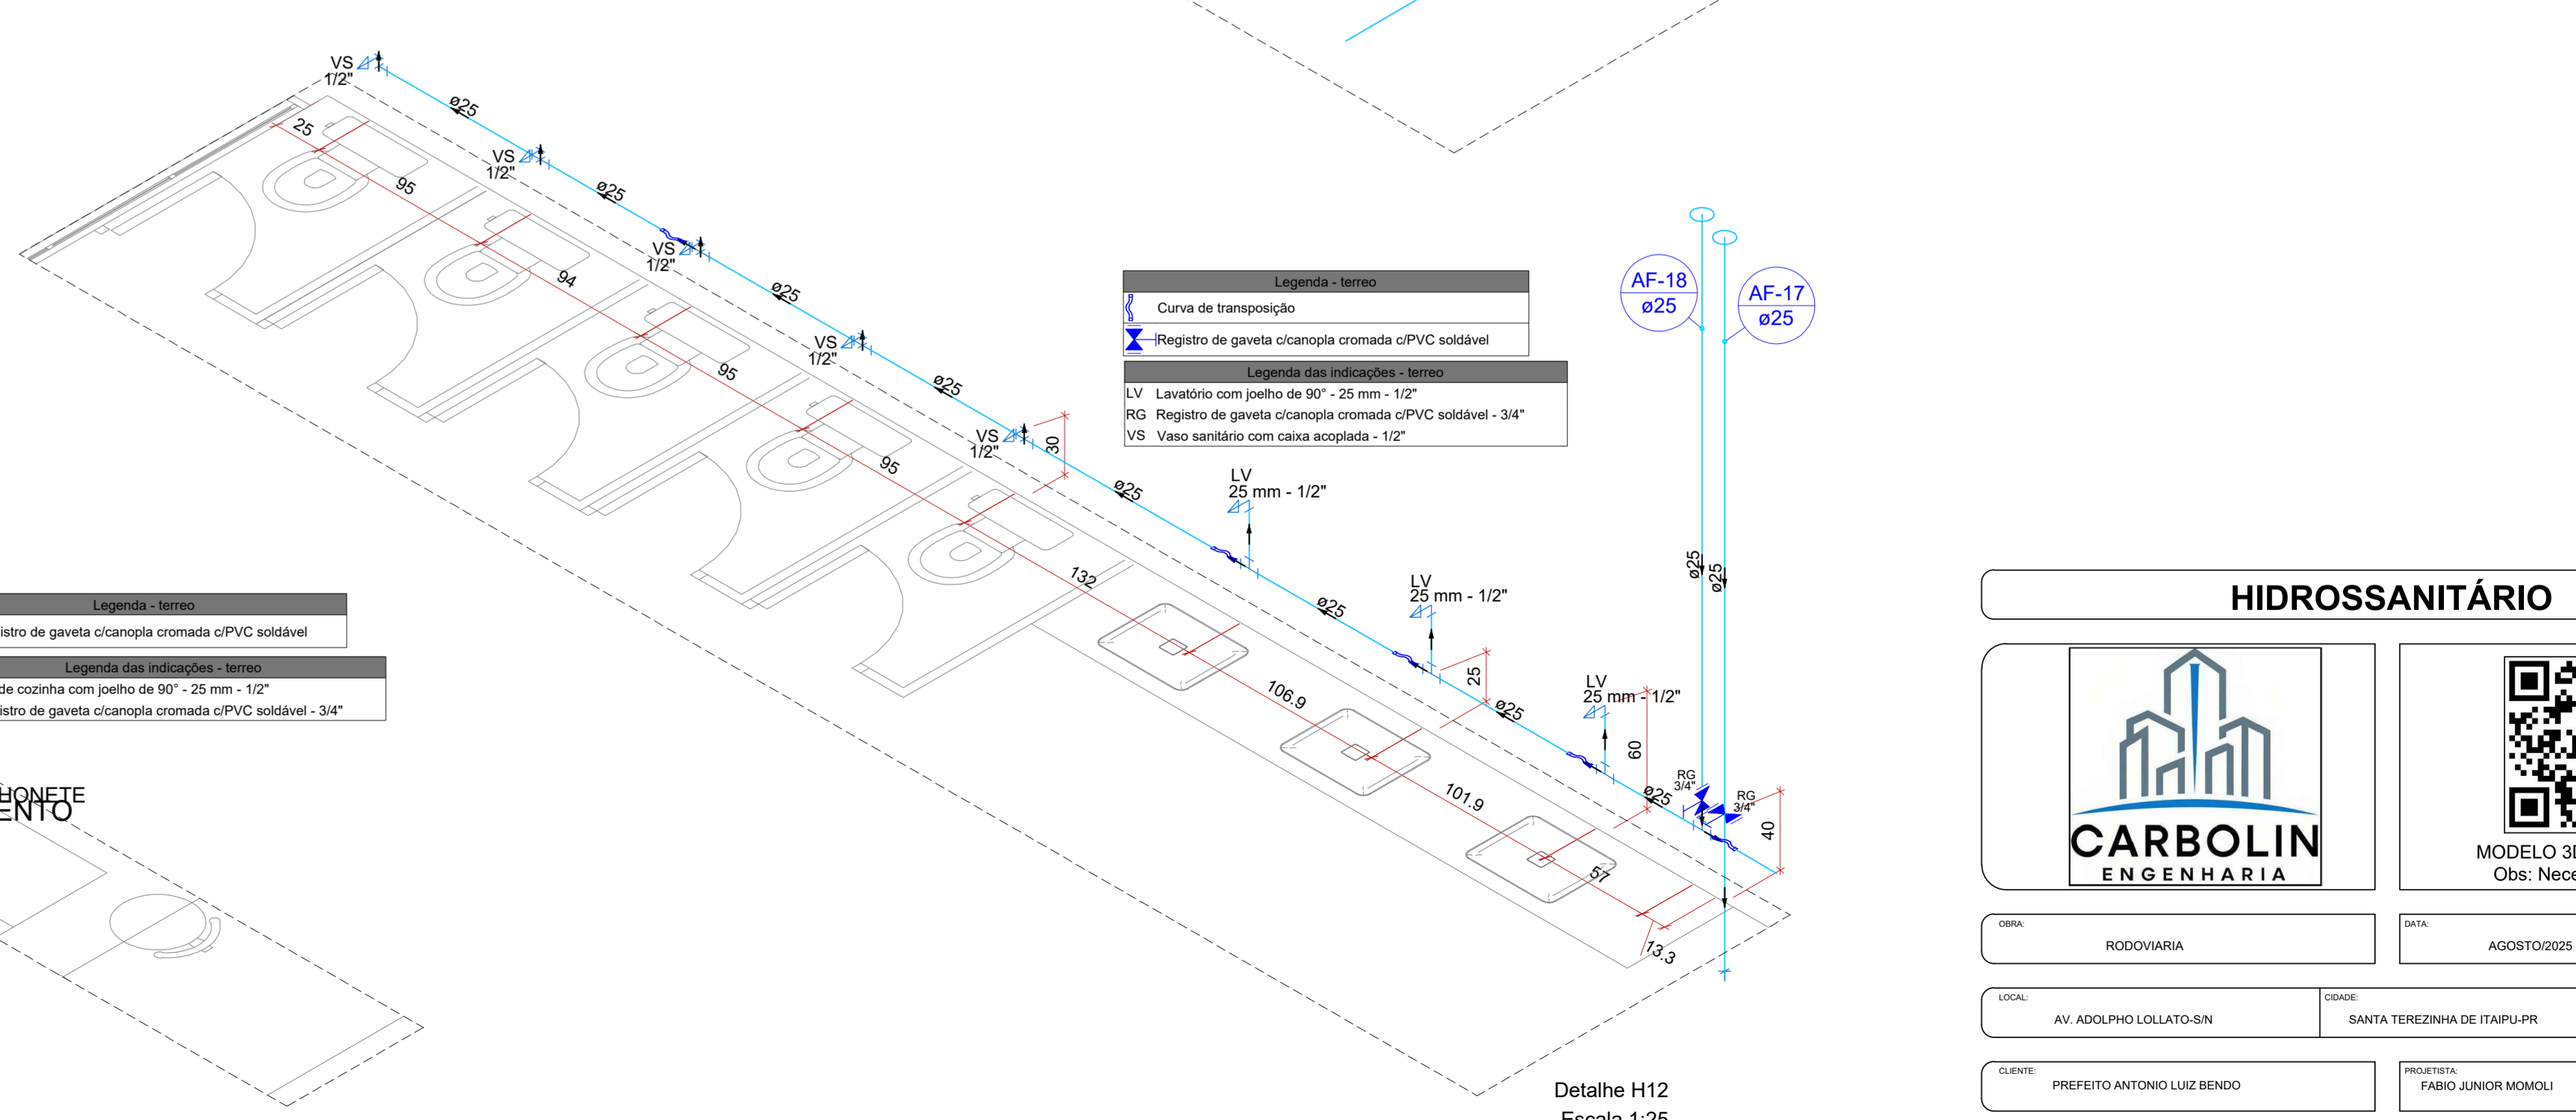 VS
1/2"
ø25
25
VS
1/2"
95
ø25
VS
1/2"
94
ø25
VS
1/2"
95
ø25
VS
1/2"
30
95
ø25
Legenda - terreo
Curva de transposição
Registro de gaveta c/canopla cromada c/PVC soldável
Legenda das indicações - terreo
LV Lavatório com joelho de 90° - 25 mm - 1/2"
RG Registro de gaveta c/canopla cromada c/PVC soldável - 3/4"
VS Vaso sanitário com caixa acoplada - 1/2"
AF-18
ø25
AF-17
ø25
LV
25 mm - 1/2"
132
ø25
LV
25 mm - 1/2"
ø25
ø25
25
106.9
ø25
LV
25 mm - 1/2"
60
101.9
ø25
RG
3/4"
RG
3/4"
40
57
13.3
Legenda - terreo
istro de gaveta c/canopla cromada c/PVC soldável
Legenda das indicações - terreo
de cozinha com joelho de 90° - 25 mm - 1/2"
istro de gaveta c/canopla cromada c/PVC soldável - 3/4"
HONETE
ENTO
Detalhe H12
Escala 1:25
HIDROSSANITÁRIO
CARBOLIN
ENGENHARIA
MODELO 3D
Obs: Nece
OBRA:
RODOVIARIA
DATA:
AGOSTO/2025
LOCAL:
AV. ADOLPHO LOLLATO-S/N
CIDADE:
SANTA TEREZINHA DE ITAIPU-PR
CLIENTE:
PREFEITO ANTONIO LUIZ BENDO
PROJETISTA:
FABIO JUNIOR MOMOLI